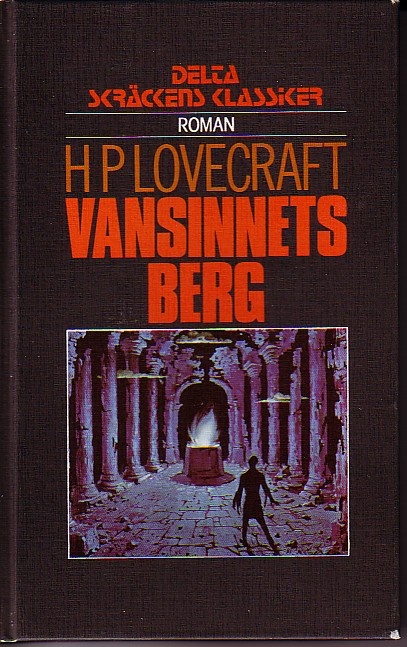 DELTA
SKRÄCKENS KLASSIKER
ROMAN
H P LOVECRAFT
VANSINNETS
BERG